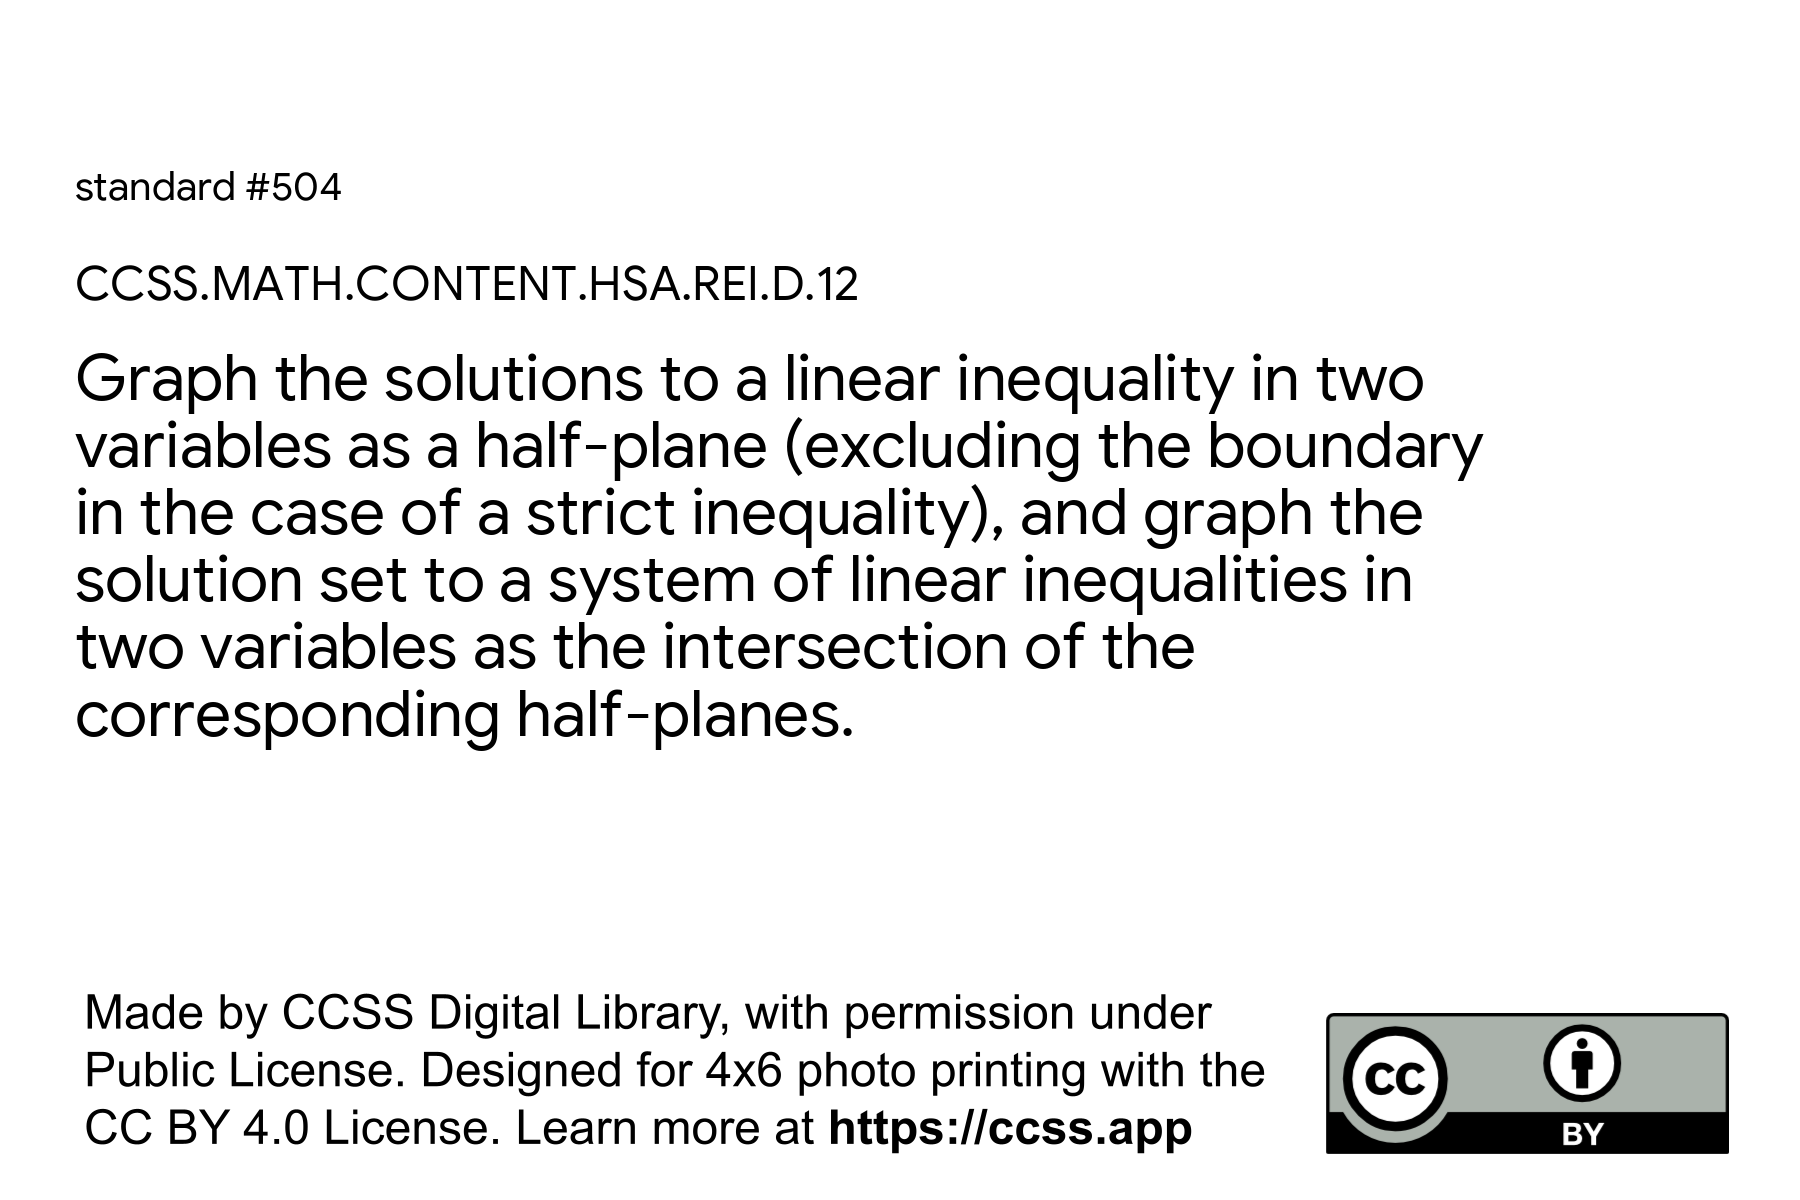 standard #504
CCSS.MATH.CONTENT.HSA.REI.D.12
Graph the solutions to a linear inequality in two
variables as a half-plane (excluding the boundary
in the case of a strict inequality), and graph the
solution set to a system of linear inequalities in
two variables as the intersection of the
corresponding half-planes.
Made by CCSS Digital Library, with permission under
Public License. Designed for 4x6 photo printing with the
CC BY 4.0 License. Learn more at https://ccss.app
CC
BY